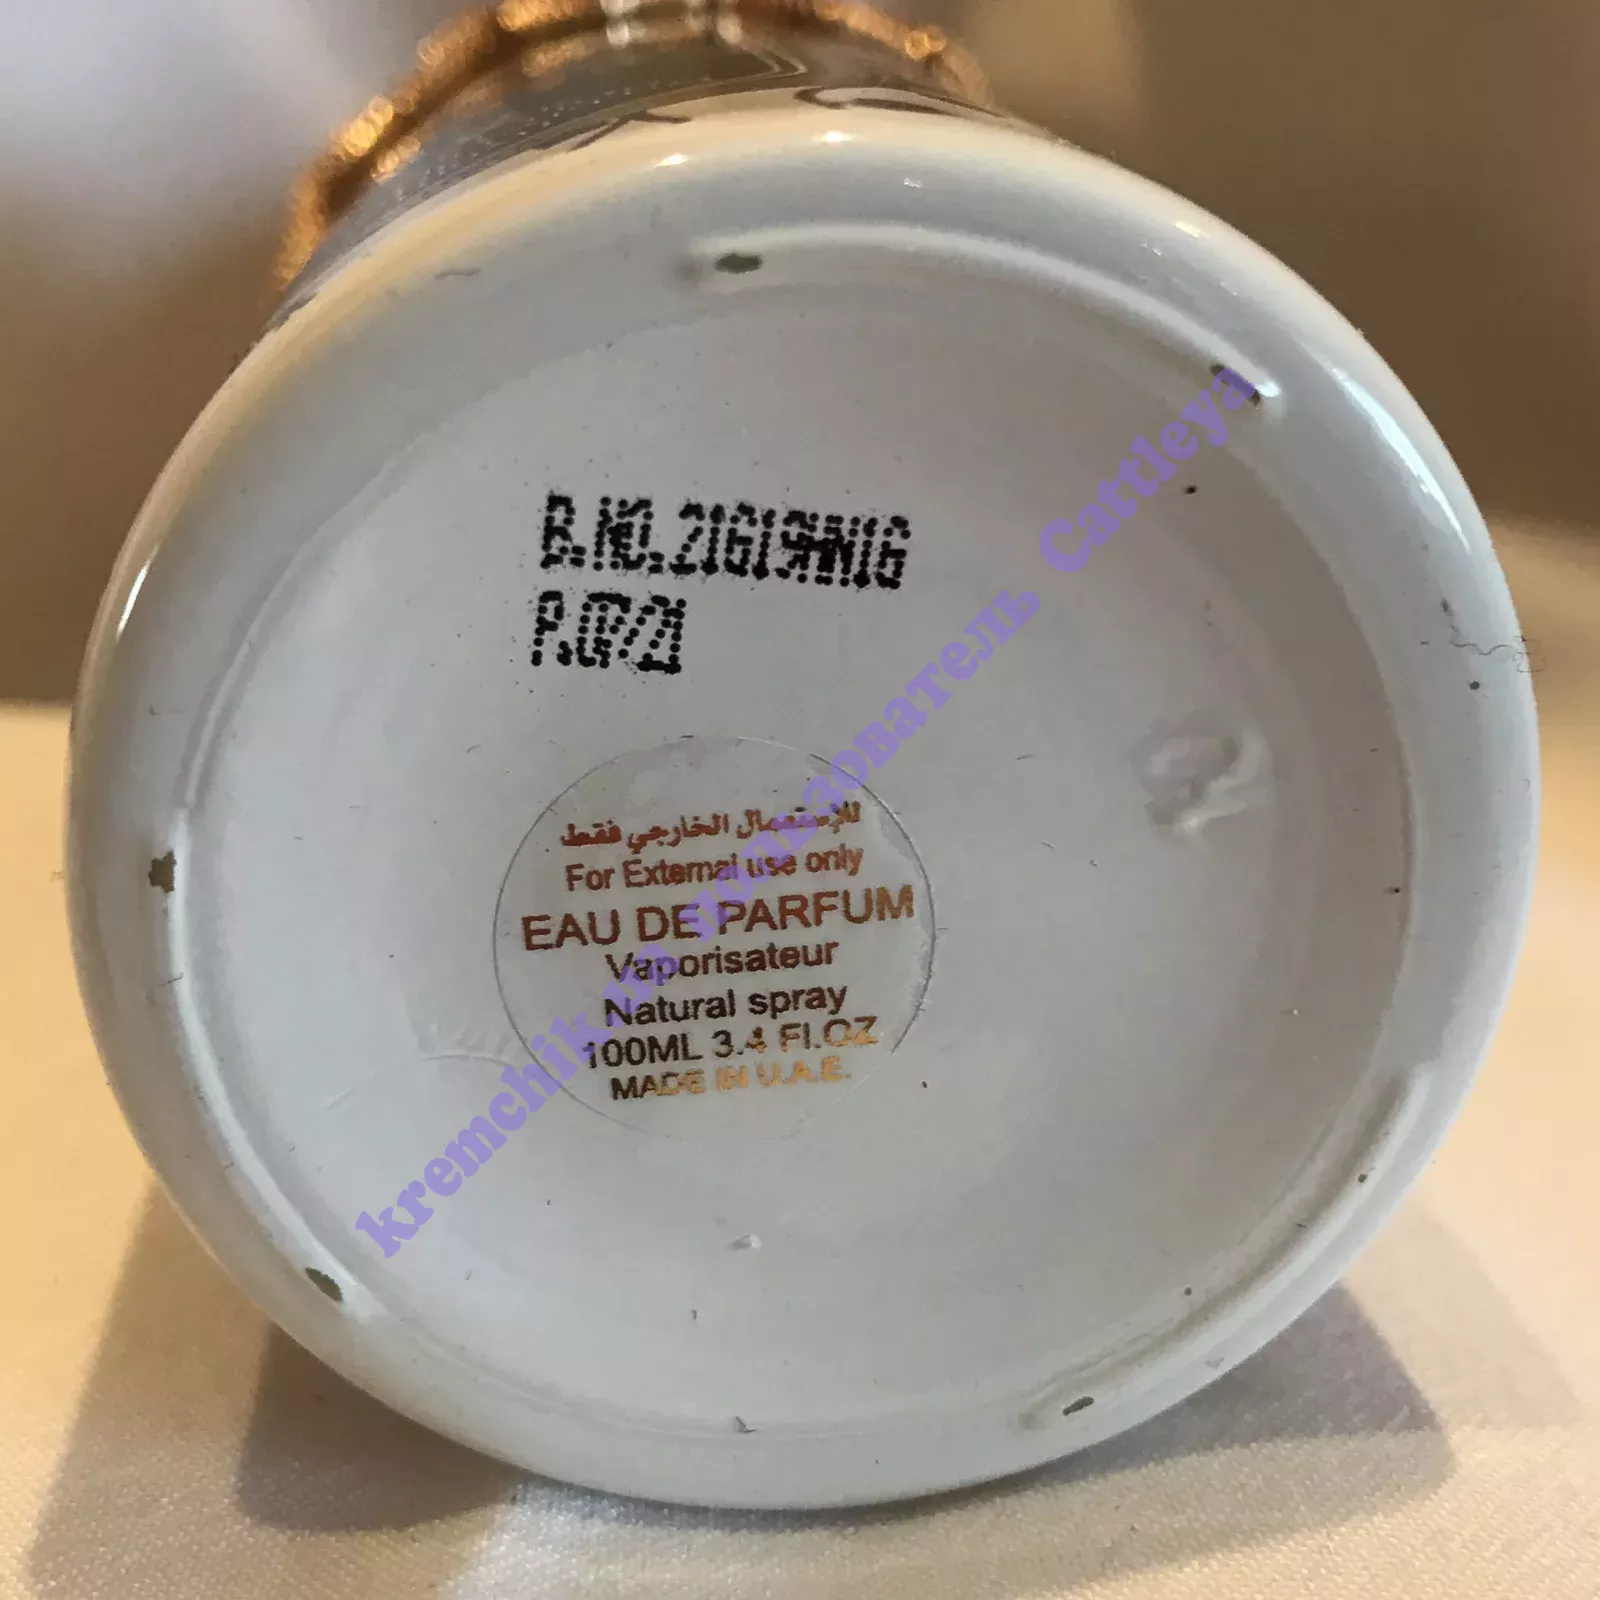 B.NO.21G19HN1G
P.07/21
للإستعمال الخارجي فقط
For External use only
EAU DE PARFUM
Vaporisateur
Natural spray
100ML 3.4 Fl.OZ
MADE IN U.A.E.
kremchik.ru пользователь Cattleya